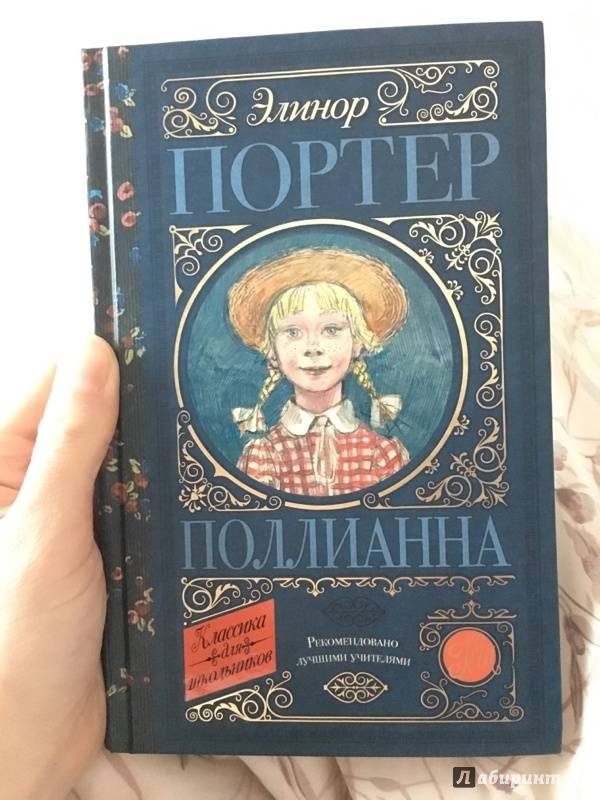 Элинор
ПОРТЕР
ПОЛЛИАННА
Классика
для
школьников
Рекомендовано
лучшими учителями
Лабиринт